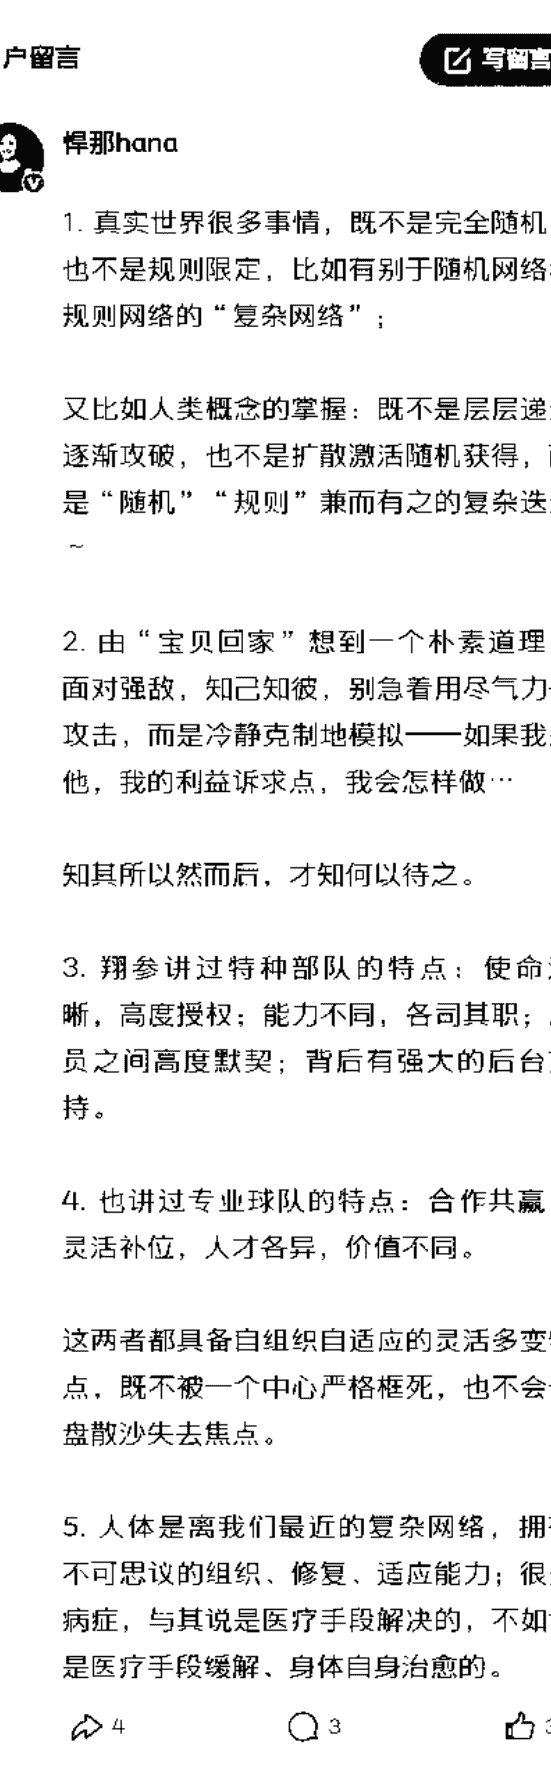 户留言
写留言
悍那hana
1. 真实世界很多事情，既不是完全随机
也不是规则限定，比如有别于随机网络
规则网络的“复杂网络”；
又比如人类概念的掌握：既不是层层递
逐渐攻破，也不是扩散激活随机获得，
是“随机”“规则”兼而有之的复杂迭
~
2. 由“宝贝回家”想到一个朴素道理
面对强敌，知己知彼，别急着用尽气力
攻击，而是冷静克制地模拟——如果我
他，我的利益诉求点，我会怎样做…
知其所以然而后，才知何以待之。
3. 翔参讲过特种部队的特点：使命
晰，高度授权；能力不同，各司其职；
员之间高度默契；背后有强大的后台
持。
4. 也讲过专业球队的特点：合作共赢
灵活补位，人才各异，价值不同。
这两者都具备自组织自适应的灵活多变
点，既不被一个中心严格框死，也不会
盘散沙失去焦点。
5. 人体是离我们最近的复杂网络，拥
不可思议的组织、修复、适应能力；很
病症，与其说是医疗手段解决的，不如
是医疗手段缓解、身体自身治愈的。
4
3